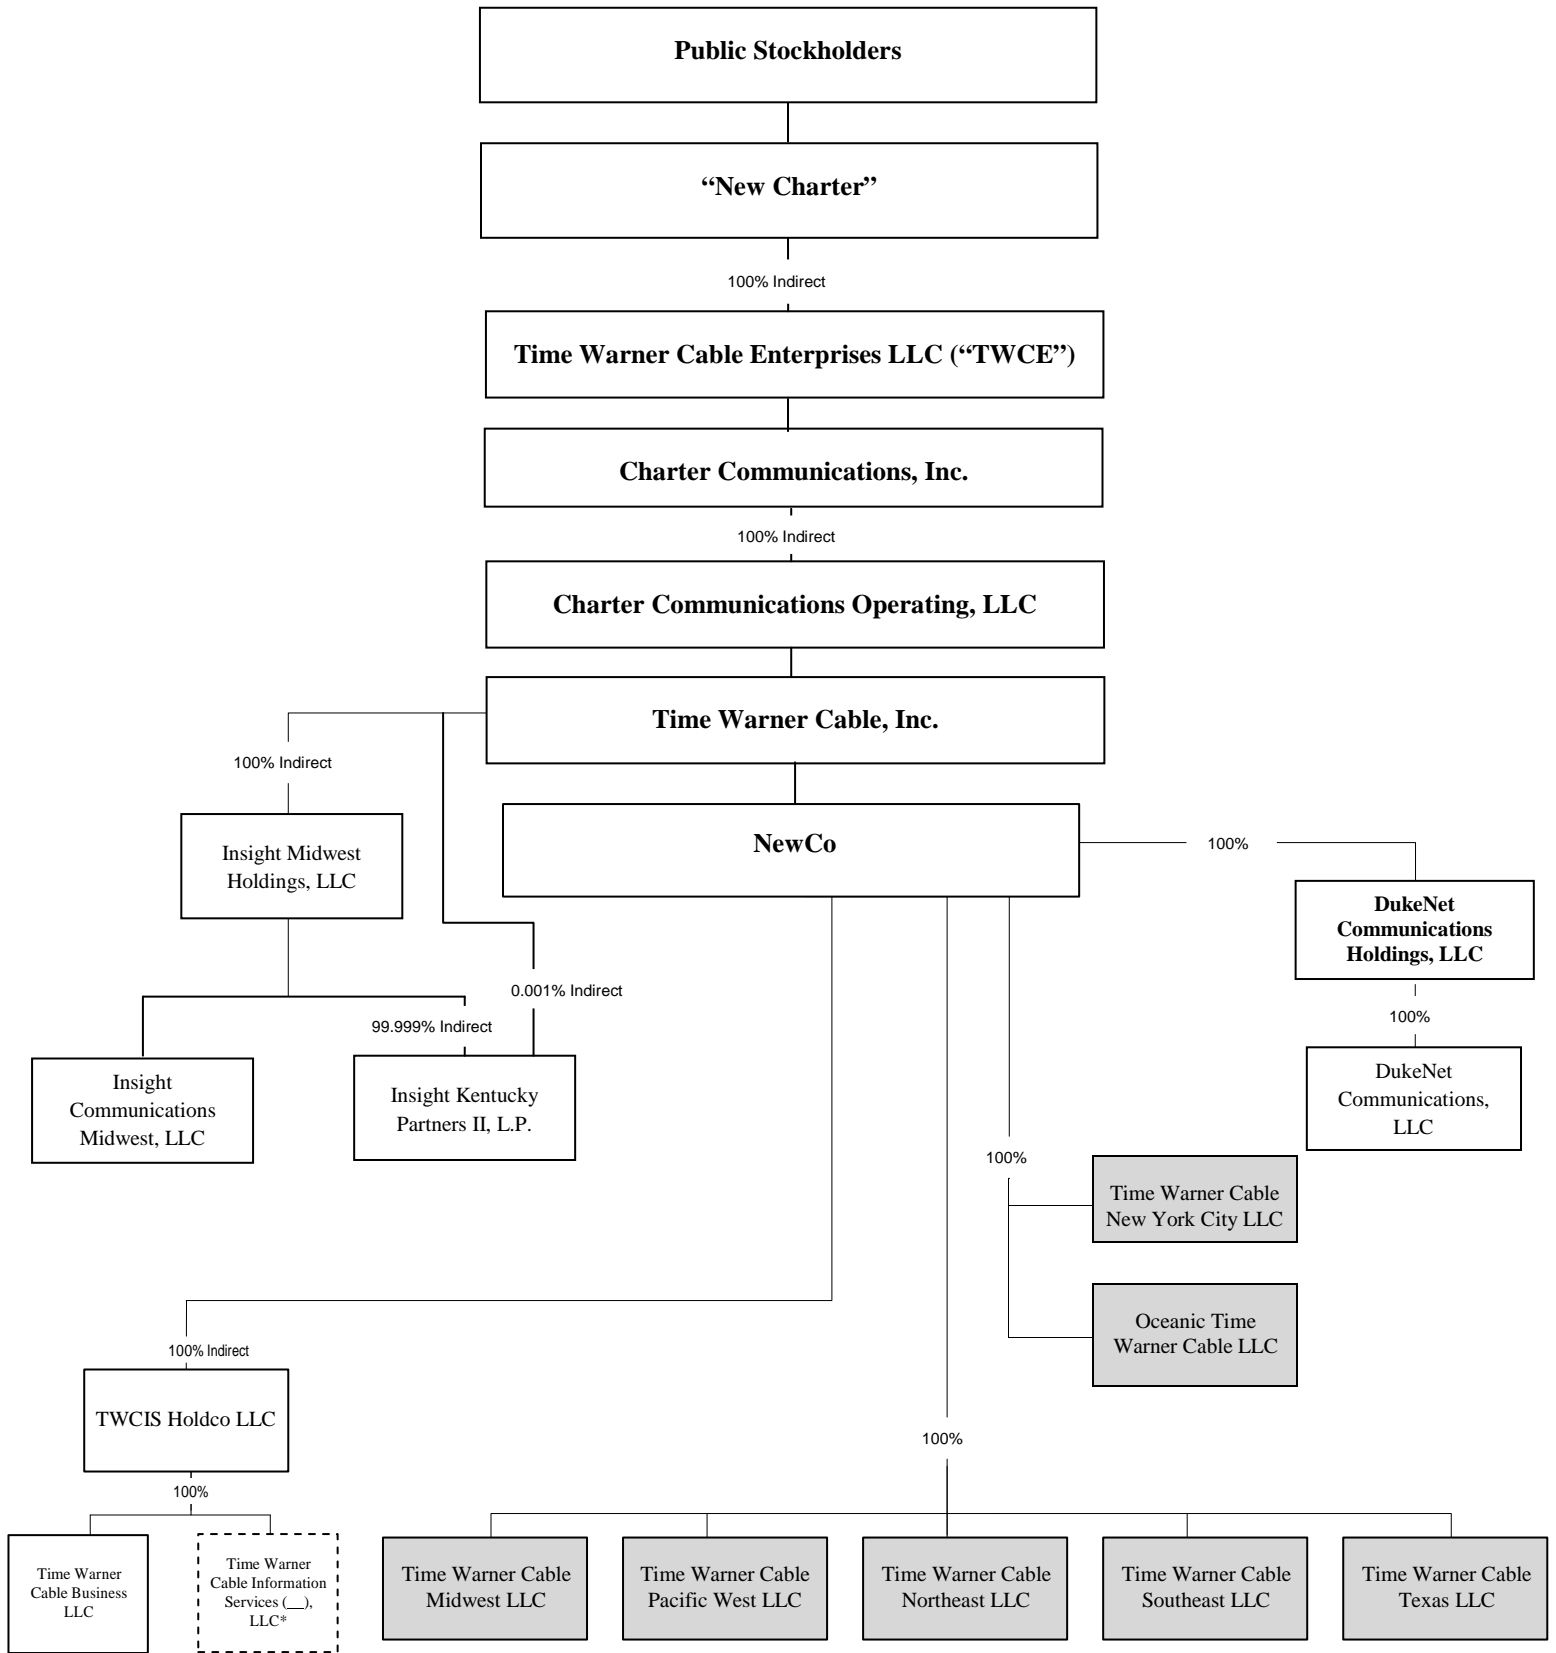 Public Stockholders
“New Charter”
100% Indirect
Time Warner Cable Enterprises LLC (“TWCE”)
Charter Communications, Inc.
100% Indirect
Charter Communications Operating, LLC
Time Warner Cable, Inc.
100% Indirect
Insight Midwest
Holdings, LLC
NewCo
100%
DukeNet
Communications
Holdings, LLC
0.001% Indirect
99.999% Indirect
100%
Insight
Communications
Midwest, LLC
Insight Kentucky
Partners II, L.P.
DukeNet
Communications,
LLC
100%
Time Warner Cable
New York City LLC
Oceanic Time
Warner Cable LLC
100% Indirect
TWCIS Holdco LLC
100%
100%
Time Warner
Cable Business
LLC
Time Warner
Cable Information
Services (__),
LLC*
Time Warner Cable
Midwest LLC
Time Warner Cable
Pacific West LLC
Time Warner Cable
Northeast LLC
Time Warner Cable
Southeast LLC
Time Warner Cable
Texas LLC